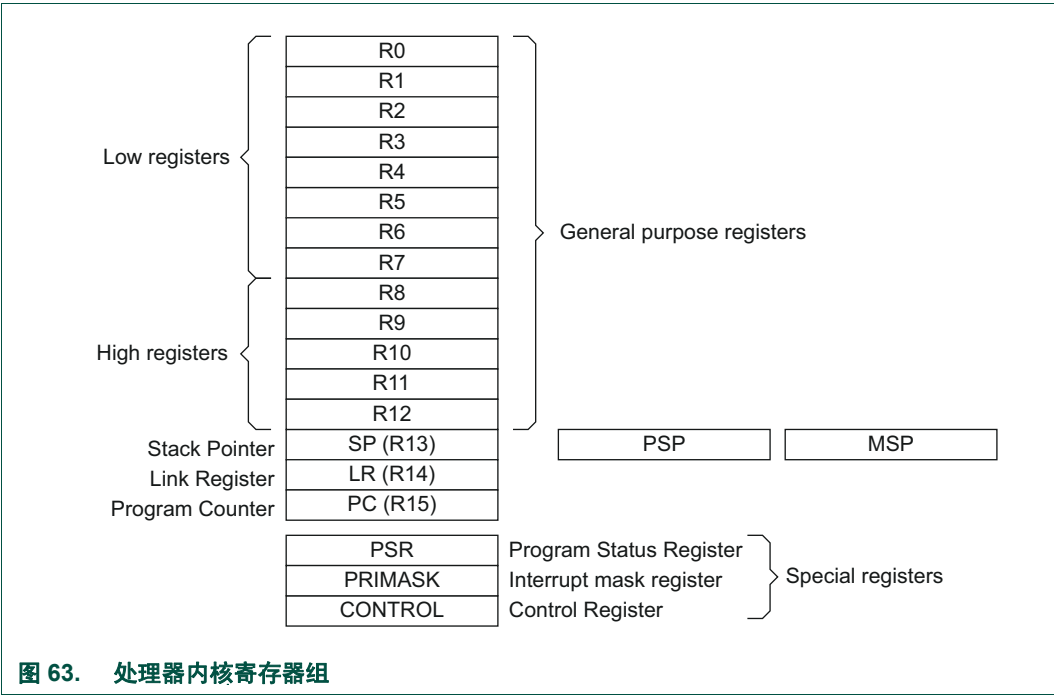 R0
R1
R2
R3
Low registers
R4
R5
R6
General purpose registers
R7
R8
R9
High registers
R10
R11
R12
Stack Pointer SP (R13) PSP MSP
Link Register LR (R14)
Program Counter PC (R15)
PSR Program Status Register
PRIMASK Interrupt mask register Special registers
CONTROL Control Register
图 63. 处理器内核寄存器组